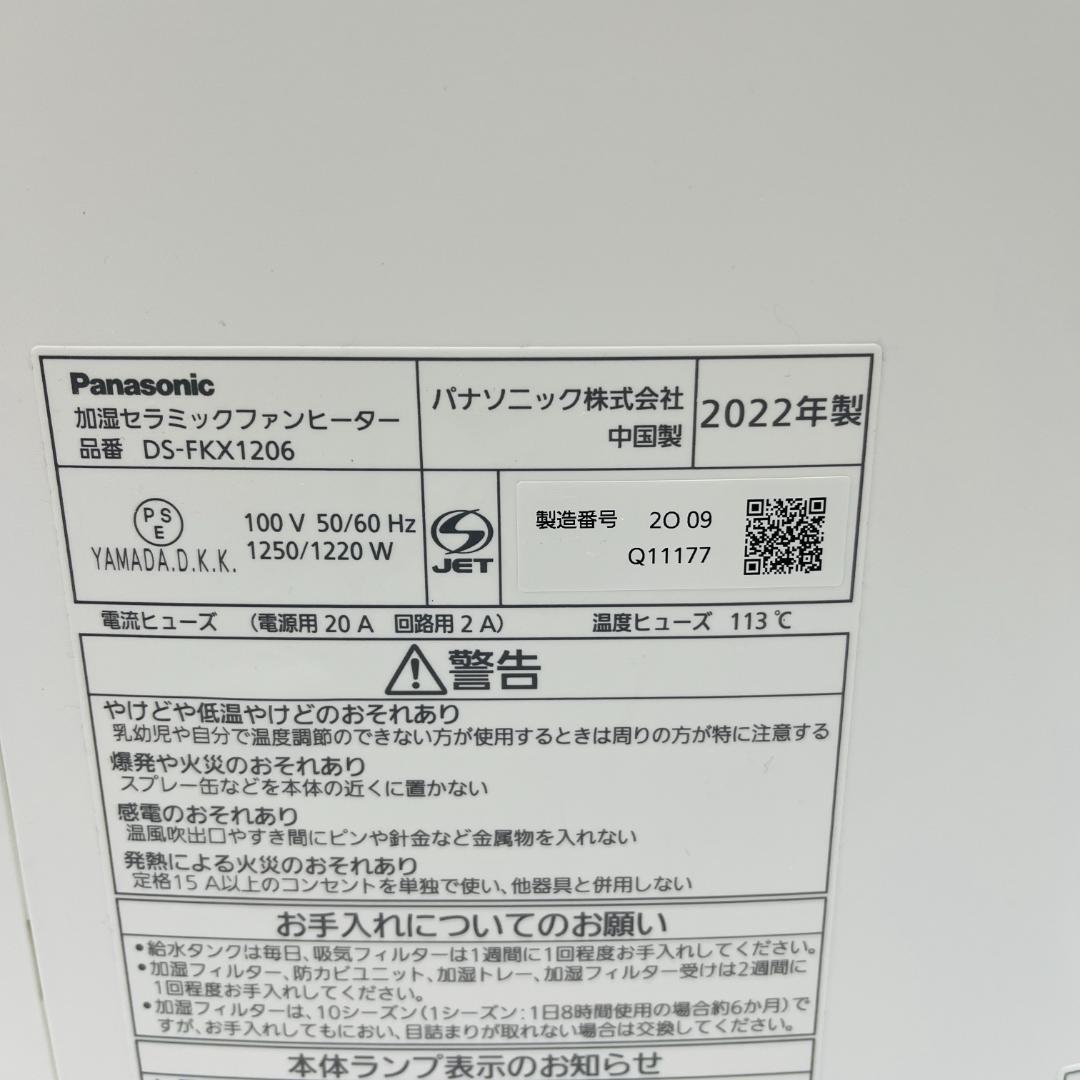 Panasonic
加湿セラミックファンヒーター
品番 DS-FKX1206
パナソニック株式会社
中国製
2022年製
PS
E
YAMADA.D.K.K.
100 V 50/60 Hz
1250/1220 W
JET
製造番号 2O 09
Q11177
電流ヒューズ (電源用 20 A 回路用 2 A) 温度ヒューズ 113 ℃
警告
やけどや低温やけどのおそれあり
乳幼児や自分で温度調節のできない方が使用するときは周りの方が特に注意する
爆発や火災のおそれあり
スプレー缶などを本体の近くに置かない
感電のおそれあり
温風吹出口やすき間にピンや針金など金属物を入れない
発熱による火災のおそれあり
定格15 A以上のコンセントを単独で使い、他器具と併用しない
お手入れについてのお願い
•給水タンクは毎日、吸気フィルターは1週間に1回程度お手入れしてください。
•加湿フィルター、防カビユニット、加湿トレー、加湿フィルター受けは2週間に
1回程度お手入れしてください。
•加湿フィルターは、10シーズン(1シーズン:1日8時間使用の場合約6か月)で
すが、お手入れしてもにおい、目詰まりが取れない場合は交換してください。
本体ランプ表示のお知らせ